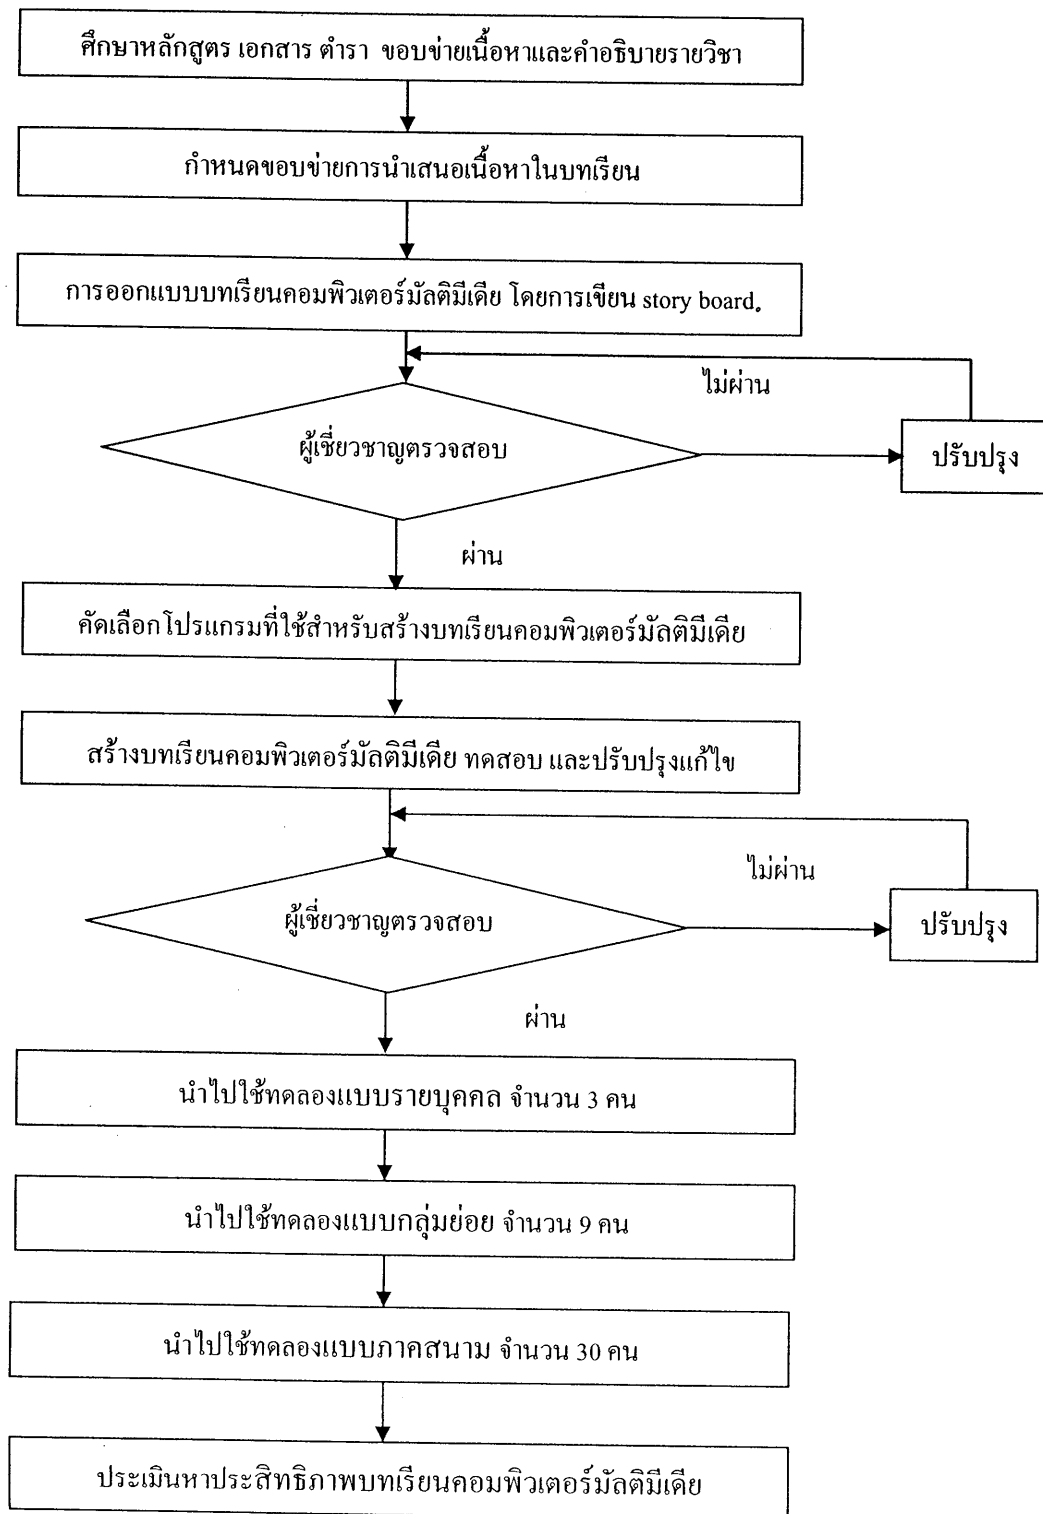 ศึกษาหลักสูตร เอกสาร ตำรา ขอบข่ายเนื้อหาและคำอธิบายรายวิชา
กำหนดขอบข่ายการนำเสนอเนื้อหาในบทเรียน
การออกแบบบทเรียนคอมพิวเตอร์มัลติมีเดีย โดยการเขียน story board.
ไม่ผ่าน
ผู้เชี่ยวชาญตรวจสอบ
ปรับปรุง
ผ่าน
คัดเลือกโปรแกรมที่ใช้สำหรับสร้างบทเรียนคอมพิวเตอร์มัลติมีเดีย
สร้างบทเรียนคอมพิวเตอร์มัลติมีเดีย ทดสอบ และปรับปรุงแก้ไข
ไม่ผ่าน
ผู้เชี่ยวชาญตรวจสอบ
ปรับปรุง
ผ่าน
นำไปใช้ทดลองแบบรายบุคคล จำนวน 3 คน
นำไปใช้ทดลองแบบกลุ่มย่อย จำนวน 9 คน
นำไปใช้ทดลองแบบภาคสนาม จำนวน 30 คน
ประเมินหาประสิทธิภาพบทเรียนคอมพิวเตอร์มัลติมีเดีย